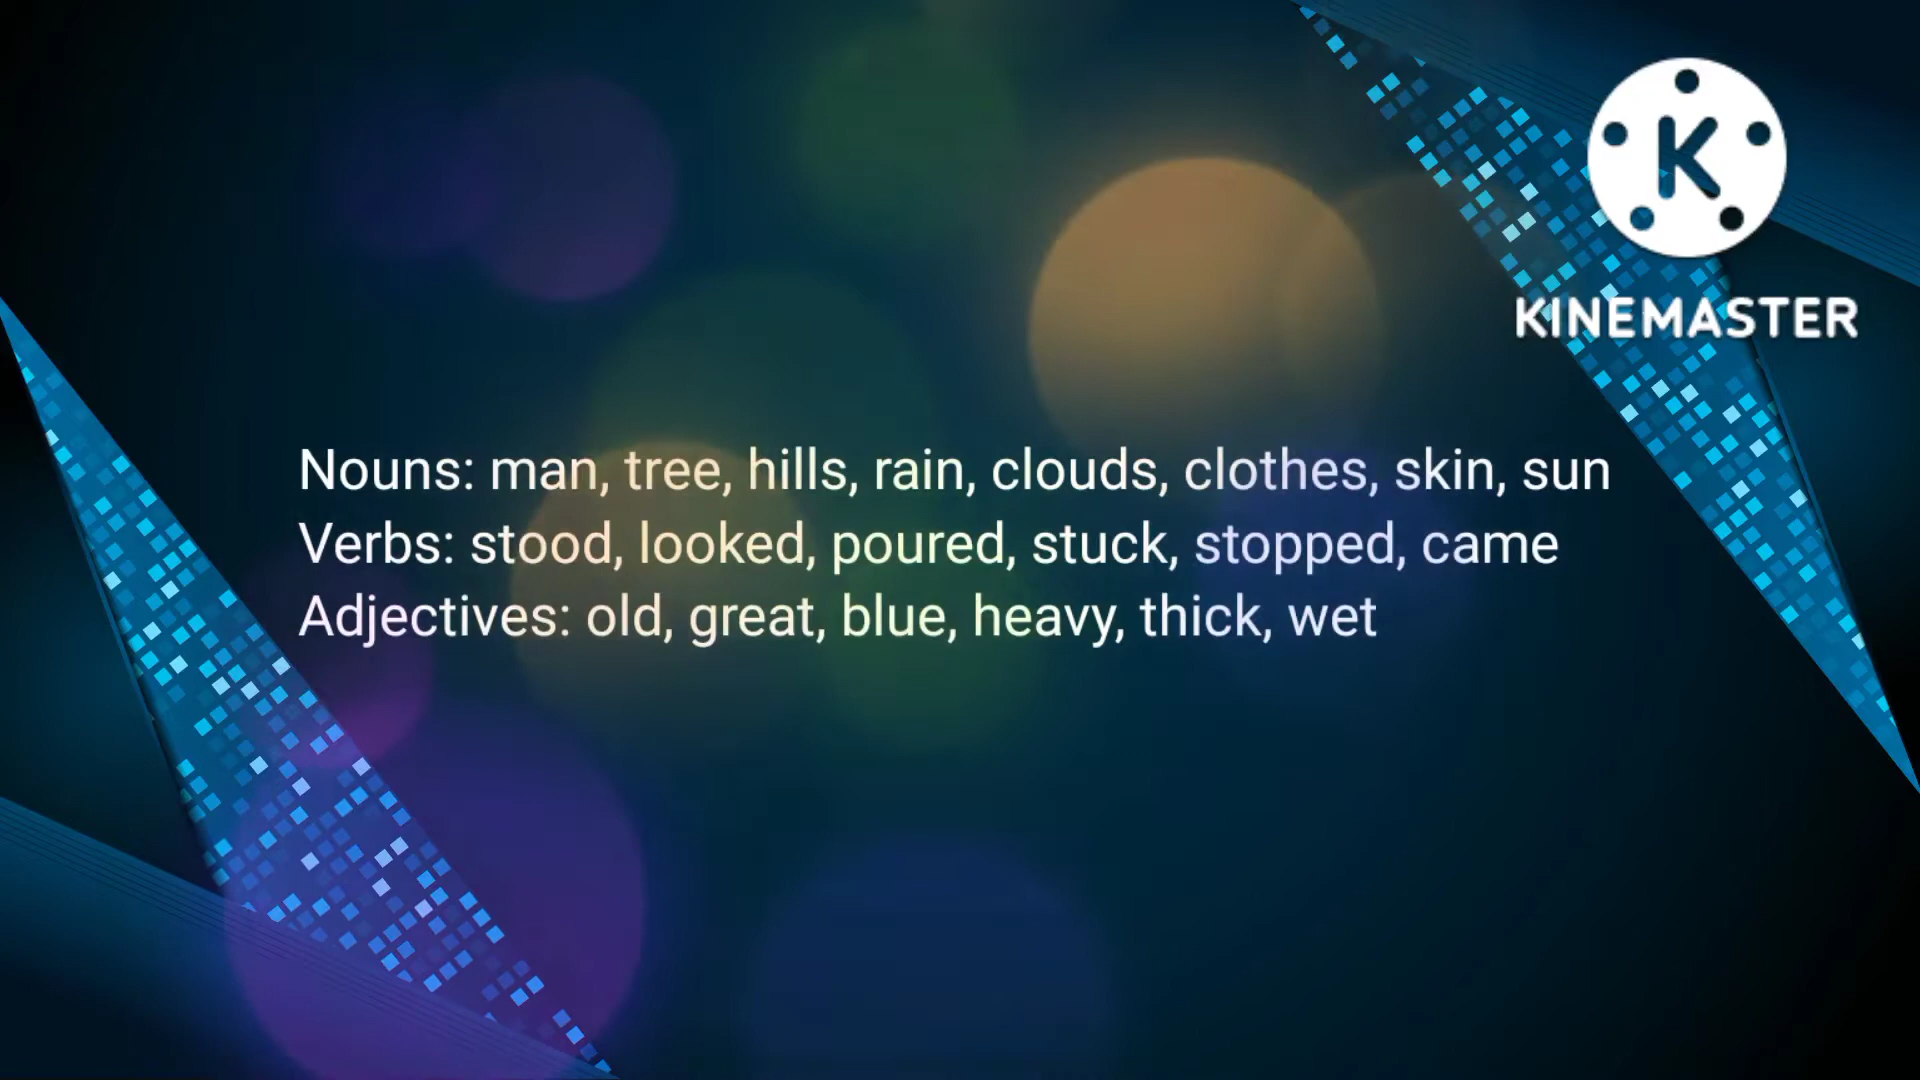 K
KINEMASTER
Nouns: man, tree, hills, rain, clouds, clothes, skin, sun
Verbs: stood, looked, poured, stuck, stopped, came
Adjectives: old, great, blue, heavy, thick, wet